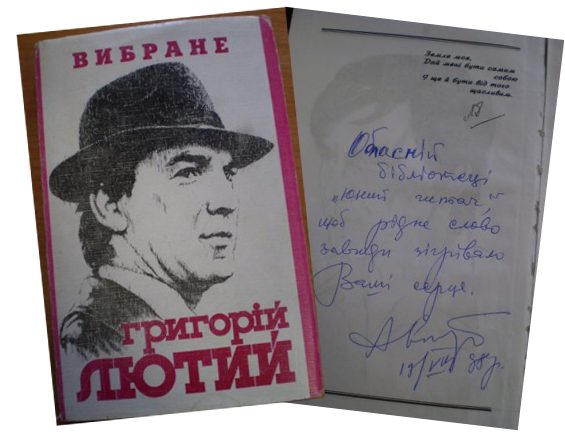 ВИБРАНЕ
ГРИГОРІЙ
ЛЮТИЙ
Земле моя,
Дай мені бути самим
собою
І ще й бути від того
щасливим.
Обласній
бібліотеці
„Юний читач,"
щоб рідне слово
завжди зігрівало
Ваші серця.